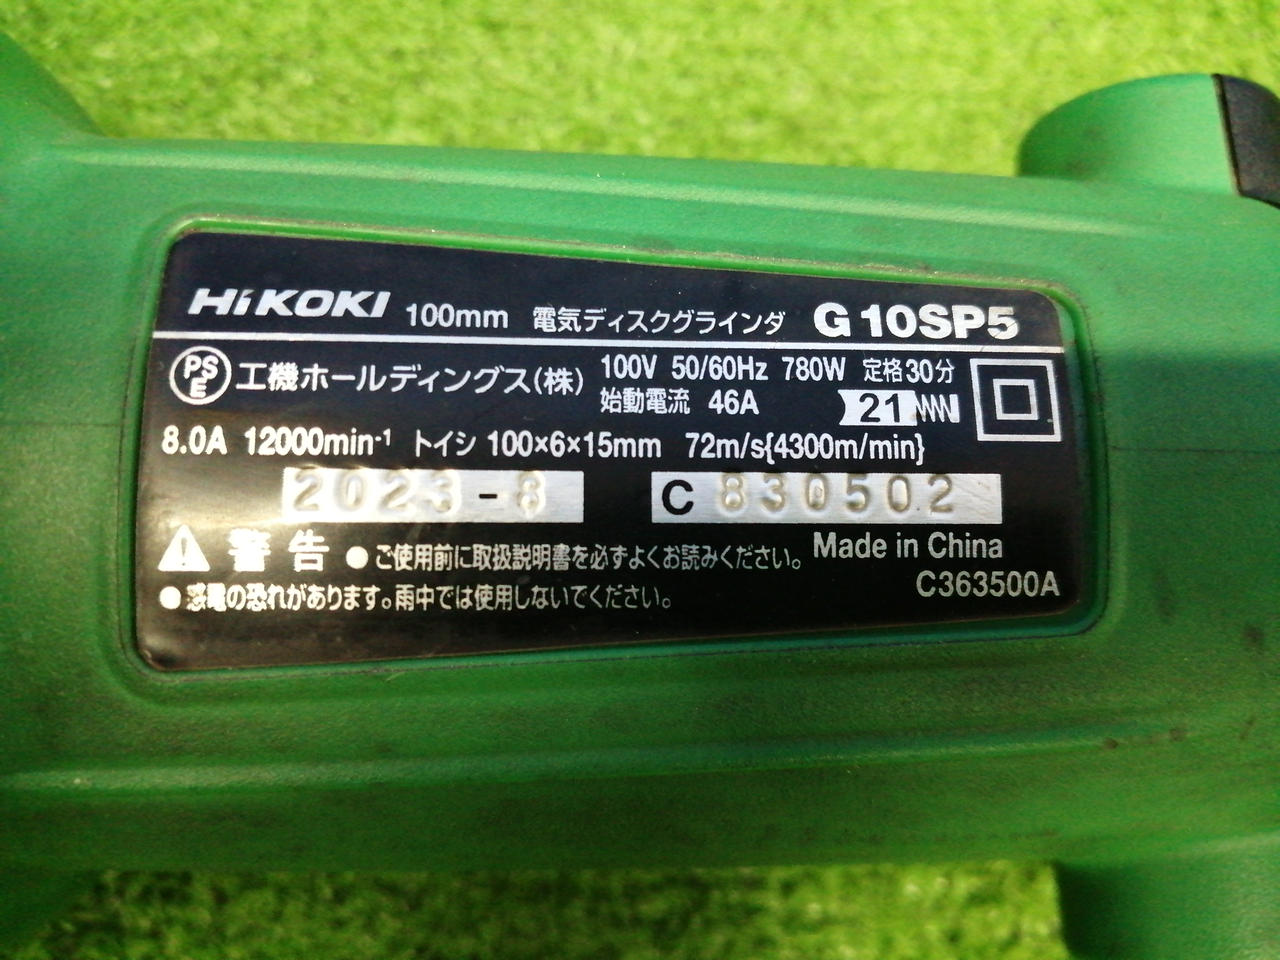 HiKOKI 100mm 電気ディスクグラインダ G10SP5
PS E 工機ホールディングス(株) 100V 50/60Hz 780W 定格30分
始動電流 46A 21
8.0A 12000min⁻¹ トイシ 100×6×15mm 72m/s{4300m/min}
2023-8 C 830502
警告 ●ご使用前に取扱説明書を必ずよくお読みください。 Made in China
●感電の恐れがあります。雨中では使用しないでください。 C363500A